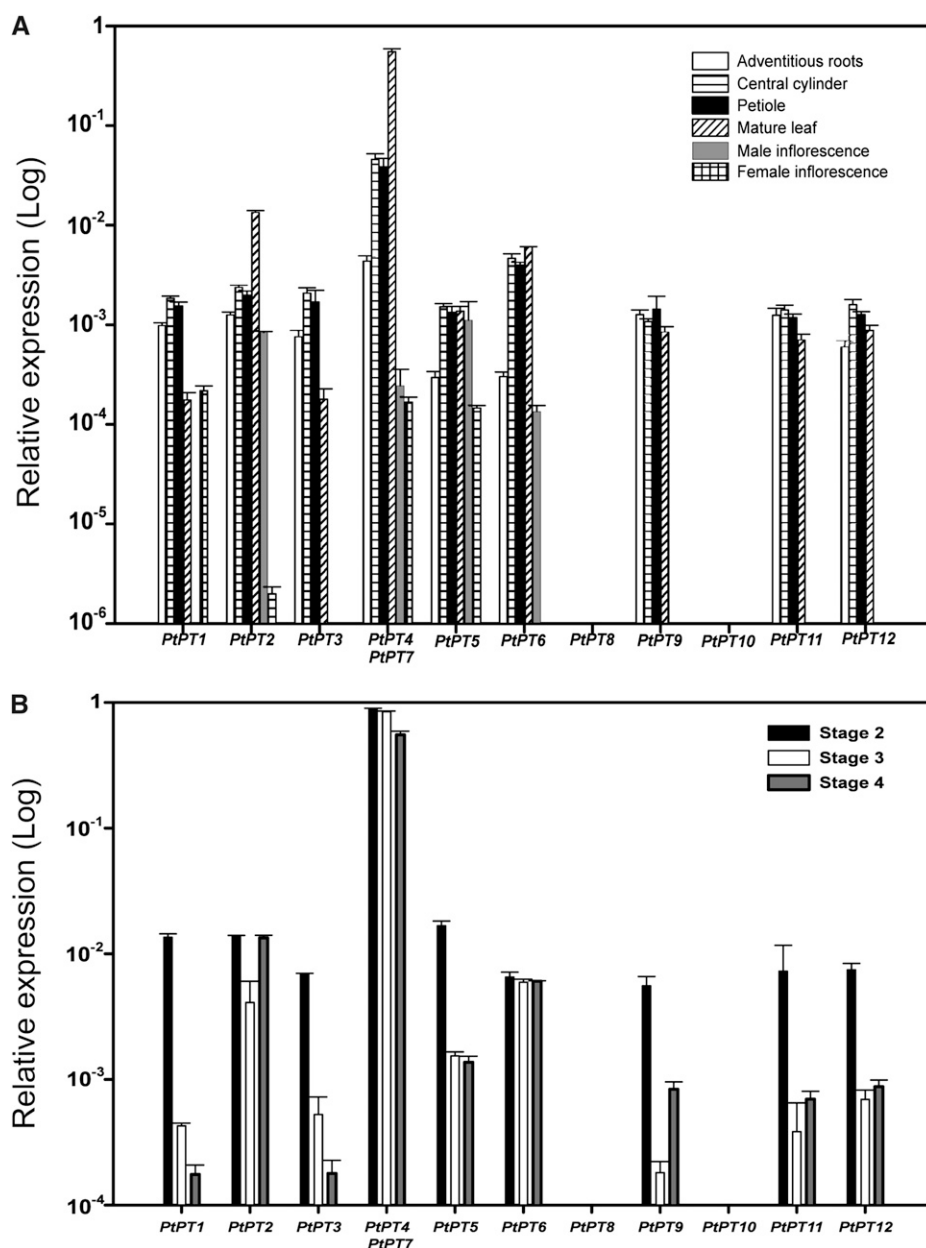 A
Relative expression (Log)
1
10-1
10-2
10-3
10-4
10-5
10-6
Adventitious roots
Central cylinder
Petiole
Mature leaf
Male inflorescence
Female inflorescence
PtPT1 PtPT2 PtPT3 PtPT4 PtPT5 PtPT6 PtPT8 PtPT9 PtPT10 PtPT11 PtPT12
PtPT7
B
Relative expression (Log)
1
10-1
10-2
10-3
10-4
Stage 2
Stage 3
Stage 4
PtPT1 PtPT2 PtPT3 PtPT4 PtPT5 PtPT6 PtPT8 PtPT9 PtPT10 PtPT11 PtPT12
PtPT7